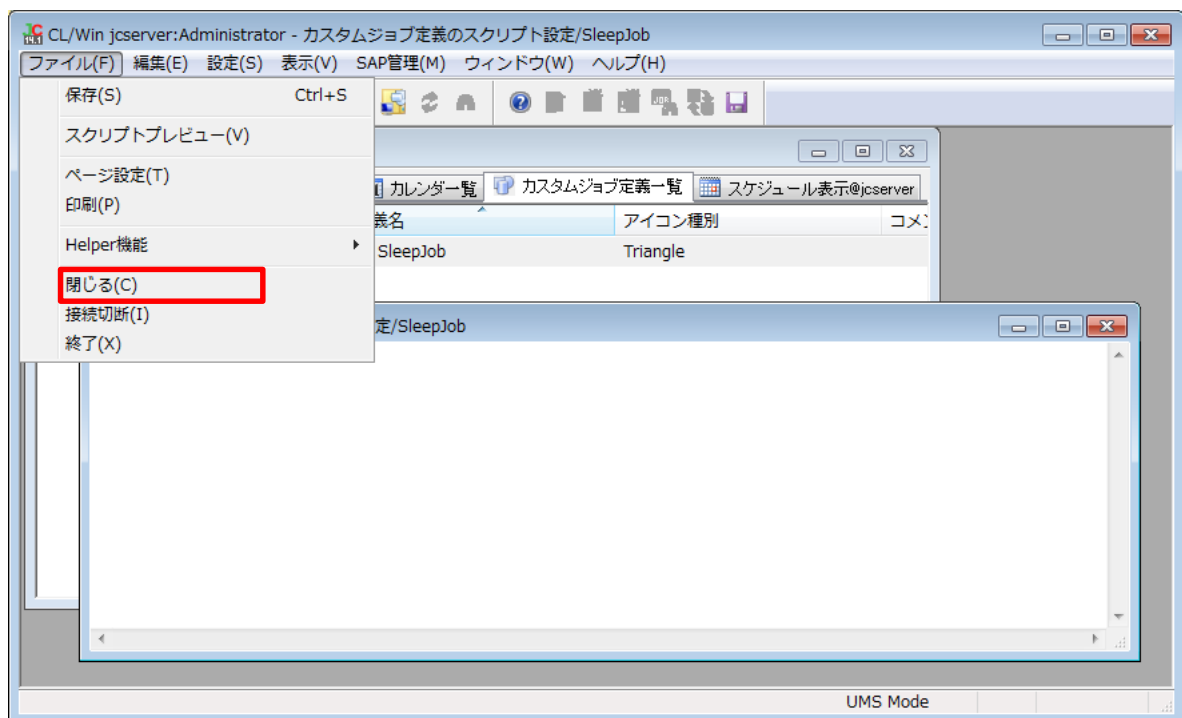 CL/Win jcserver:Administrator - カスタムジョブ定義のスクリプト設定/SleepJob
ファイル(F) 編集(E) 設定(S) 表示(V) SAP管理(M) ウィンドウ(W) ヘルプ(H)
保存(S) Ctrl+S
スクリプトプレビュー(V)
ページ設定(T)
印刷(P)
Helper機能
閉じる(C)
接続切断(I)
終了(X)
カレンダー一覧 カスタムジョブ定義一覧 スケジュール表示@jcserver
義名 アイコン種別 コメ
SleepJob Triangle
定/SleepJob
UMS Mode